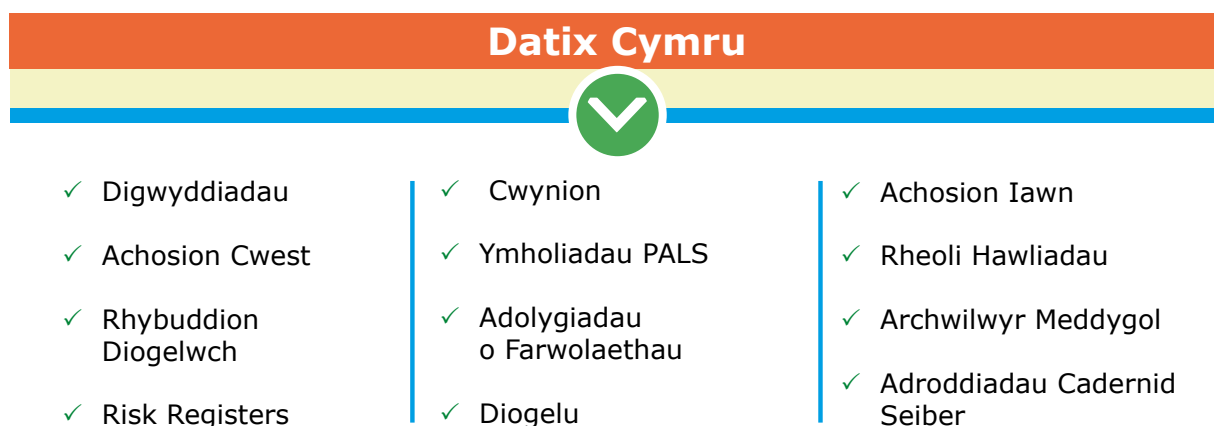 Datix Cymru
Digwyddiadau
Achosion Cwest
Rhybuddion
Diogelwch
Risk Registers
Cwynion
Ymholiadau PALS
Adolygiadau
o Farwolaethau
Diogelu
Achosion Iawn
Rheoli Hawliadau
Archwilwyr Meddygol
Adroddiadau Cadernid
Seiber